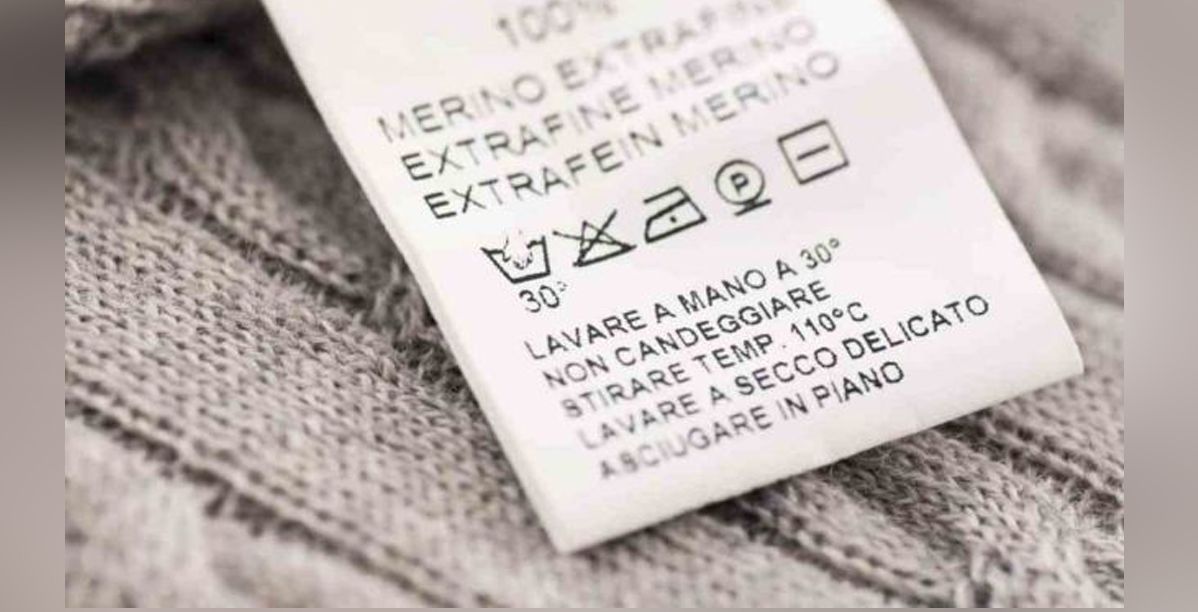 100%
MERINO EXTRAFINE
EXTRAFINE MERINO
EXTRAFEIN MERINO
P
30°
LAVARE A MANO A 30°
NON CANDEGGIARE
STIRARE TEMP. 110°C
LAVARE A SECCO DELICATO
ASCIUGARE IN PIANO